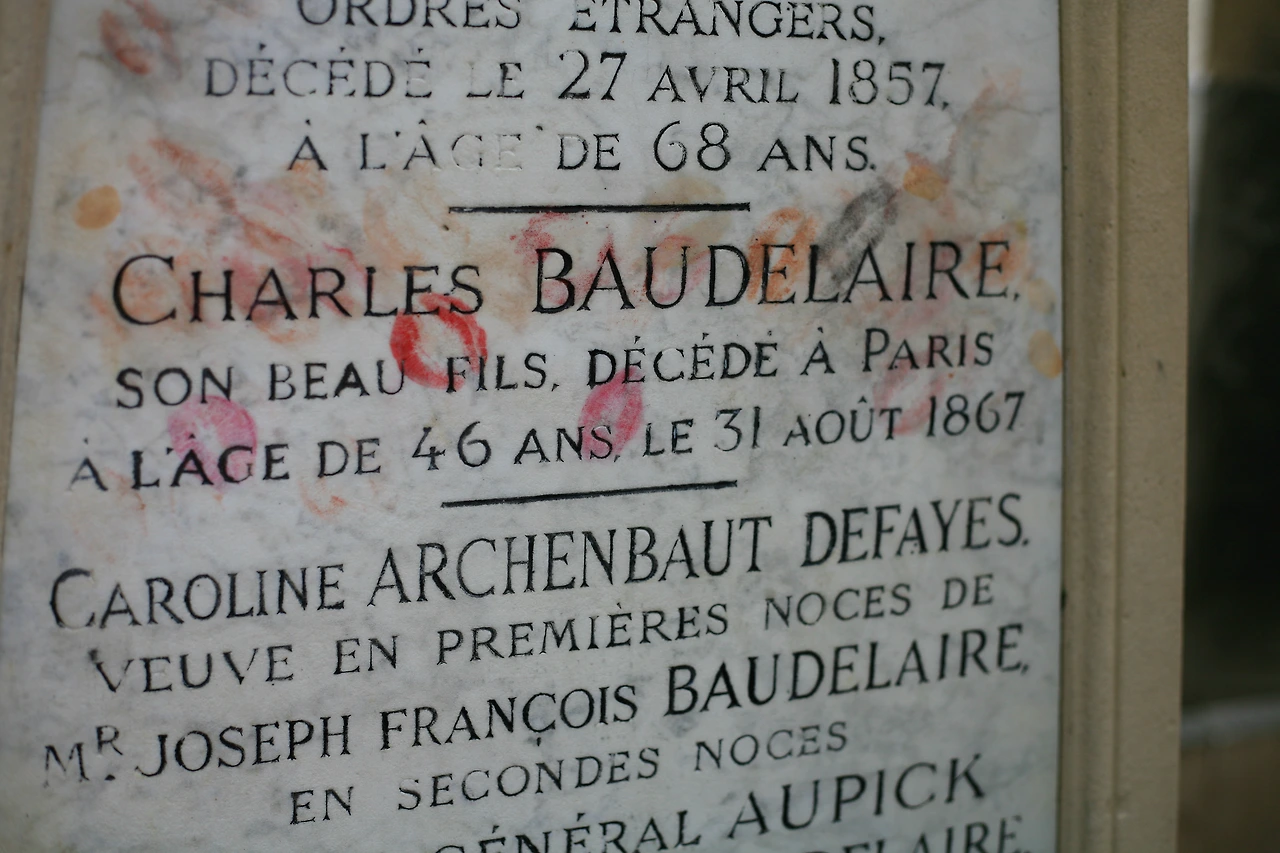 ORDRES ÉTRANGERS,
DÉCÉDÉ LE 27 AVRIL 1857,
À L'ÂGE DE 68 ANS.
CHARLES BAUDELAIRE,
SON BEAU FILS, DÉCÉDÉ À PARIS
À L'ÂGE DE 46 ANS, LE 31 AOÛT 1867
CAROLINE ARCHENBAUT DEFAYES.
VEUVE EN PREMIÈRES NOCES DE
MR. JOSEPH FRANÇOIS BAUDELAIRE,
EN SECONDES NOCES
GÉNÉRAL AUPICK